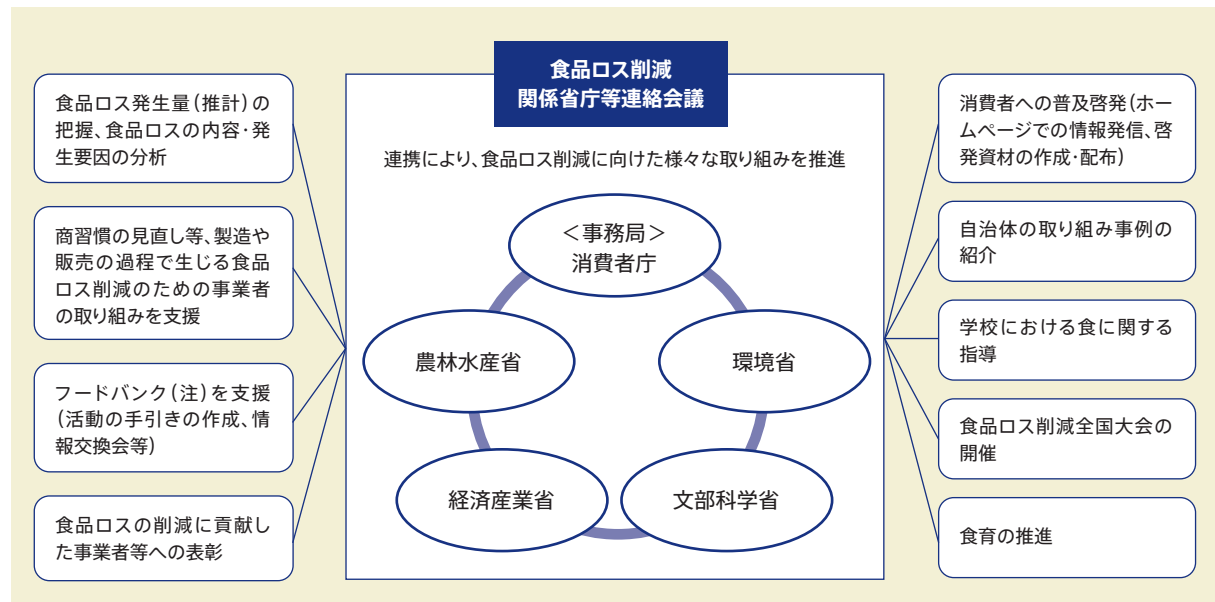 食品ロス削減
関係省庁等連絡会議
連携により、食品ロス削減に向けた様々な取り組みを推進
＜事務局＞
消費者庁
農林水産省
環境省
経済産業省
文部科学省
食品ロス発生量（推計）の
把握、食品ロスの内容・発
生要因の分析
商習慣の見直し等、製造や
販売の過程で生じる食品
ロス削減のための事業者
の取り組みを支援
フードバンク（注）を支援
（活動の手引きの作成、情
報交換会等）
食品ロスの削減に貢献し
た事業者等への表彰
消費者への普及啓発（ホー
ムページでの情報発信、啓
発資材の作成・配布）
自治体の取り組み事例の
紹介
学校における食に関する
指導
食品ロス削減全国大会の
開催
食育の推進